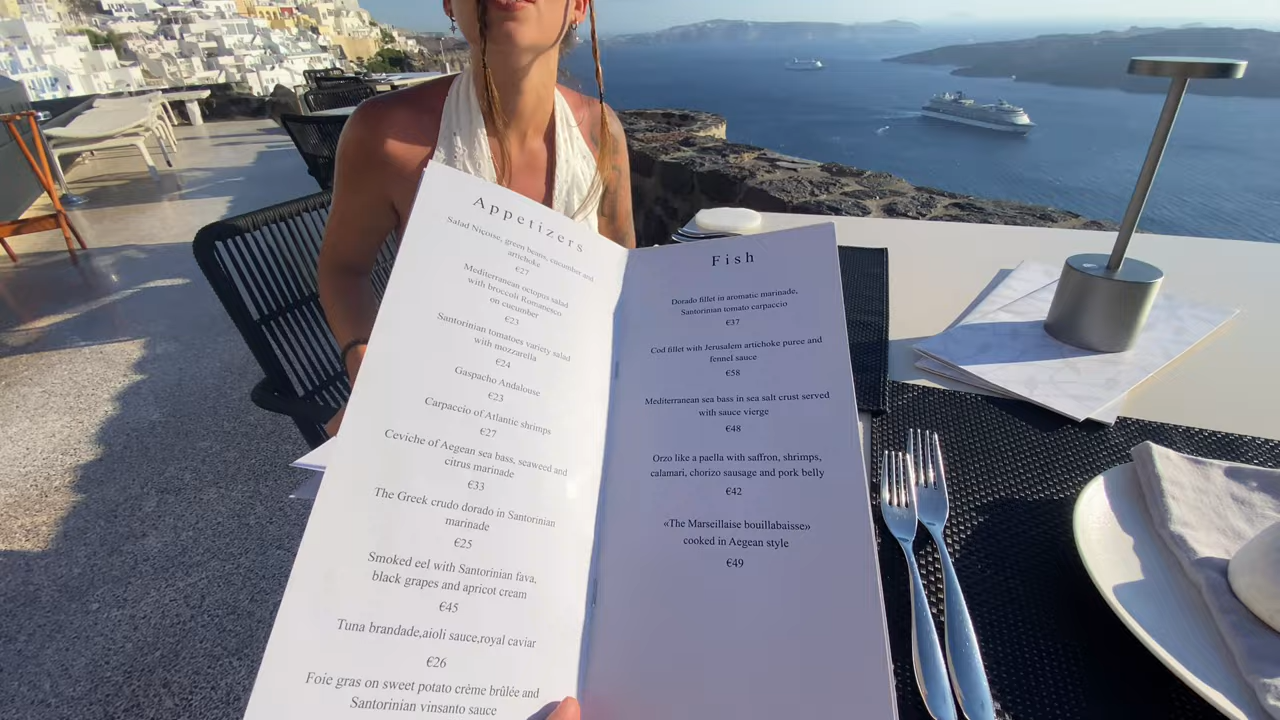 Appetizers
Salad Niçoise, green beans, cucumber and
artichoke
€27
Mediterranean octopus salad
with broccoli Romanesco
on cucumber
€23
Santorinian tomatoes variety salad
with mozzarella
€24
Gaspacho Andalouse
€23
Carpaccio of Atlantic shrimps
€27
Ceviche of Aegean sea bass, seaweed and
citrus marinade
€33
The Greek crudo dorado in Santorinian
marinade
€25
Smoked eel with Santorinian fava,
black grapes and apricot cream
€45
Tuna brandade,aioli sauce,royal caviar
€26
Foie gras on sweet potato crème brûlée and
Santorinian vinsanto sauce
Fish
Dorado fillet in aromatic marinade,
Santorinian tomato carpaccio
€37
Cod fillet with Jerusalem artichoke puree and
fennel sauce
€58
Mediterranean sea bass in sea salt crust served
with sauce vierge
€48
Orzo like a paella with saffron, shrimps,
calamari, chorizo sausage and pork belly
€42
«The Marseillaise bouillabaisse»
cooked in Aegean style
€49